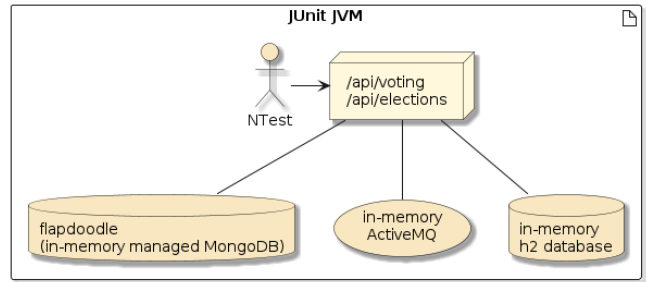 JUnit JVM
/api/voting
/api/elections
NTest
flapdoodle
(in-memory managed MongoDB)
in-memory
ActiveMQ
in-memory
h2 database